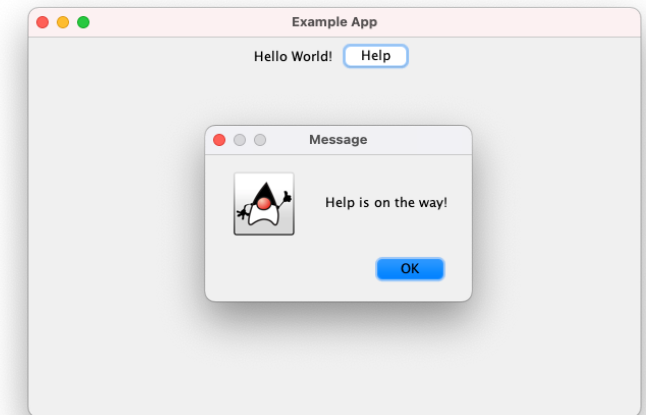 Example App
Hello World! Help
Message
Help is on the way!
OK